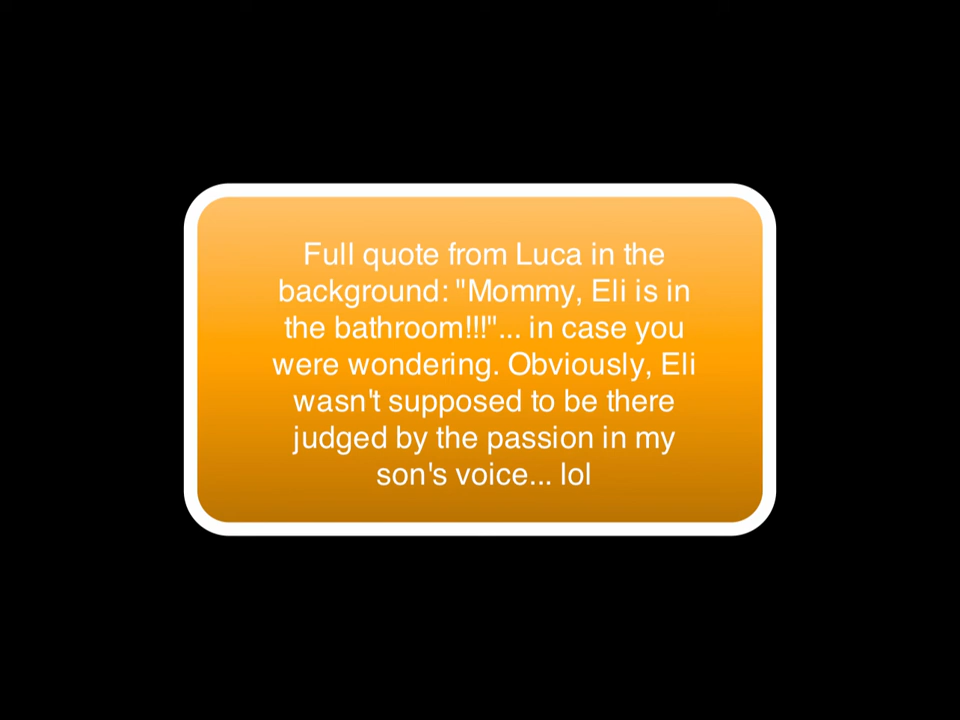 Full quote from Luca in the
background: "Mommy, Eli is in
the bathroom!!!"... in case you
were wondering. Obviously, Eli
wasn't supposed to be there
judged by the passion in my
son's voice... lol